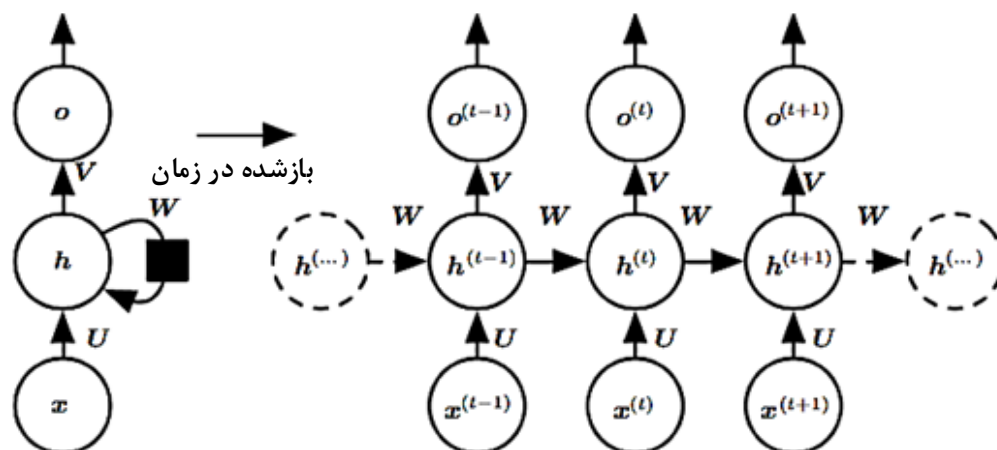 o o^(t−1) o^(t) o^(t+1)
V بازشده در زمان V V V
W W W W W
h h^(...) h^(t−1) h^(t) h^(t+1) h^(...)
U U U U
x x^(t−1) x^(t) x^(t+1)